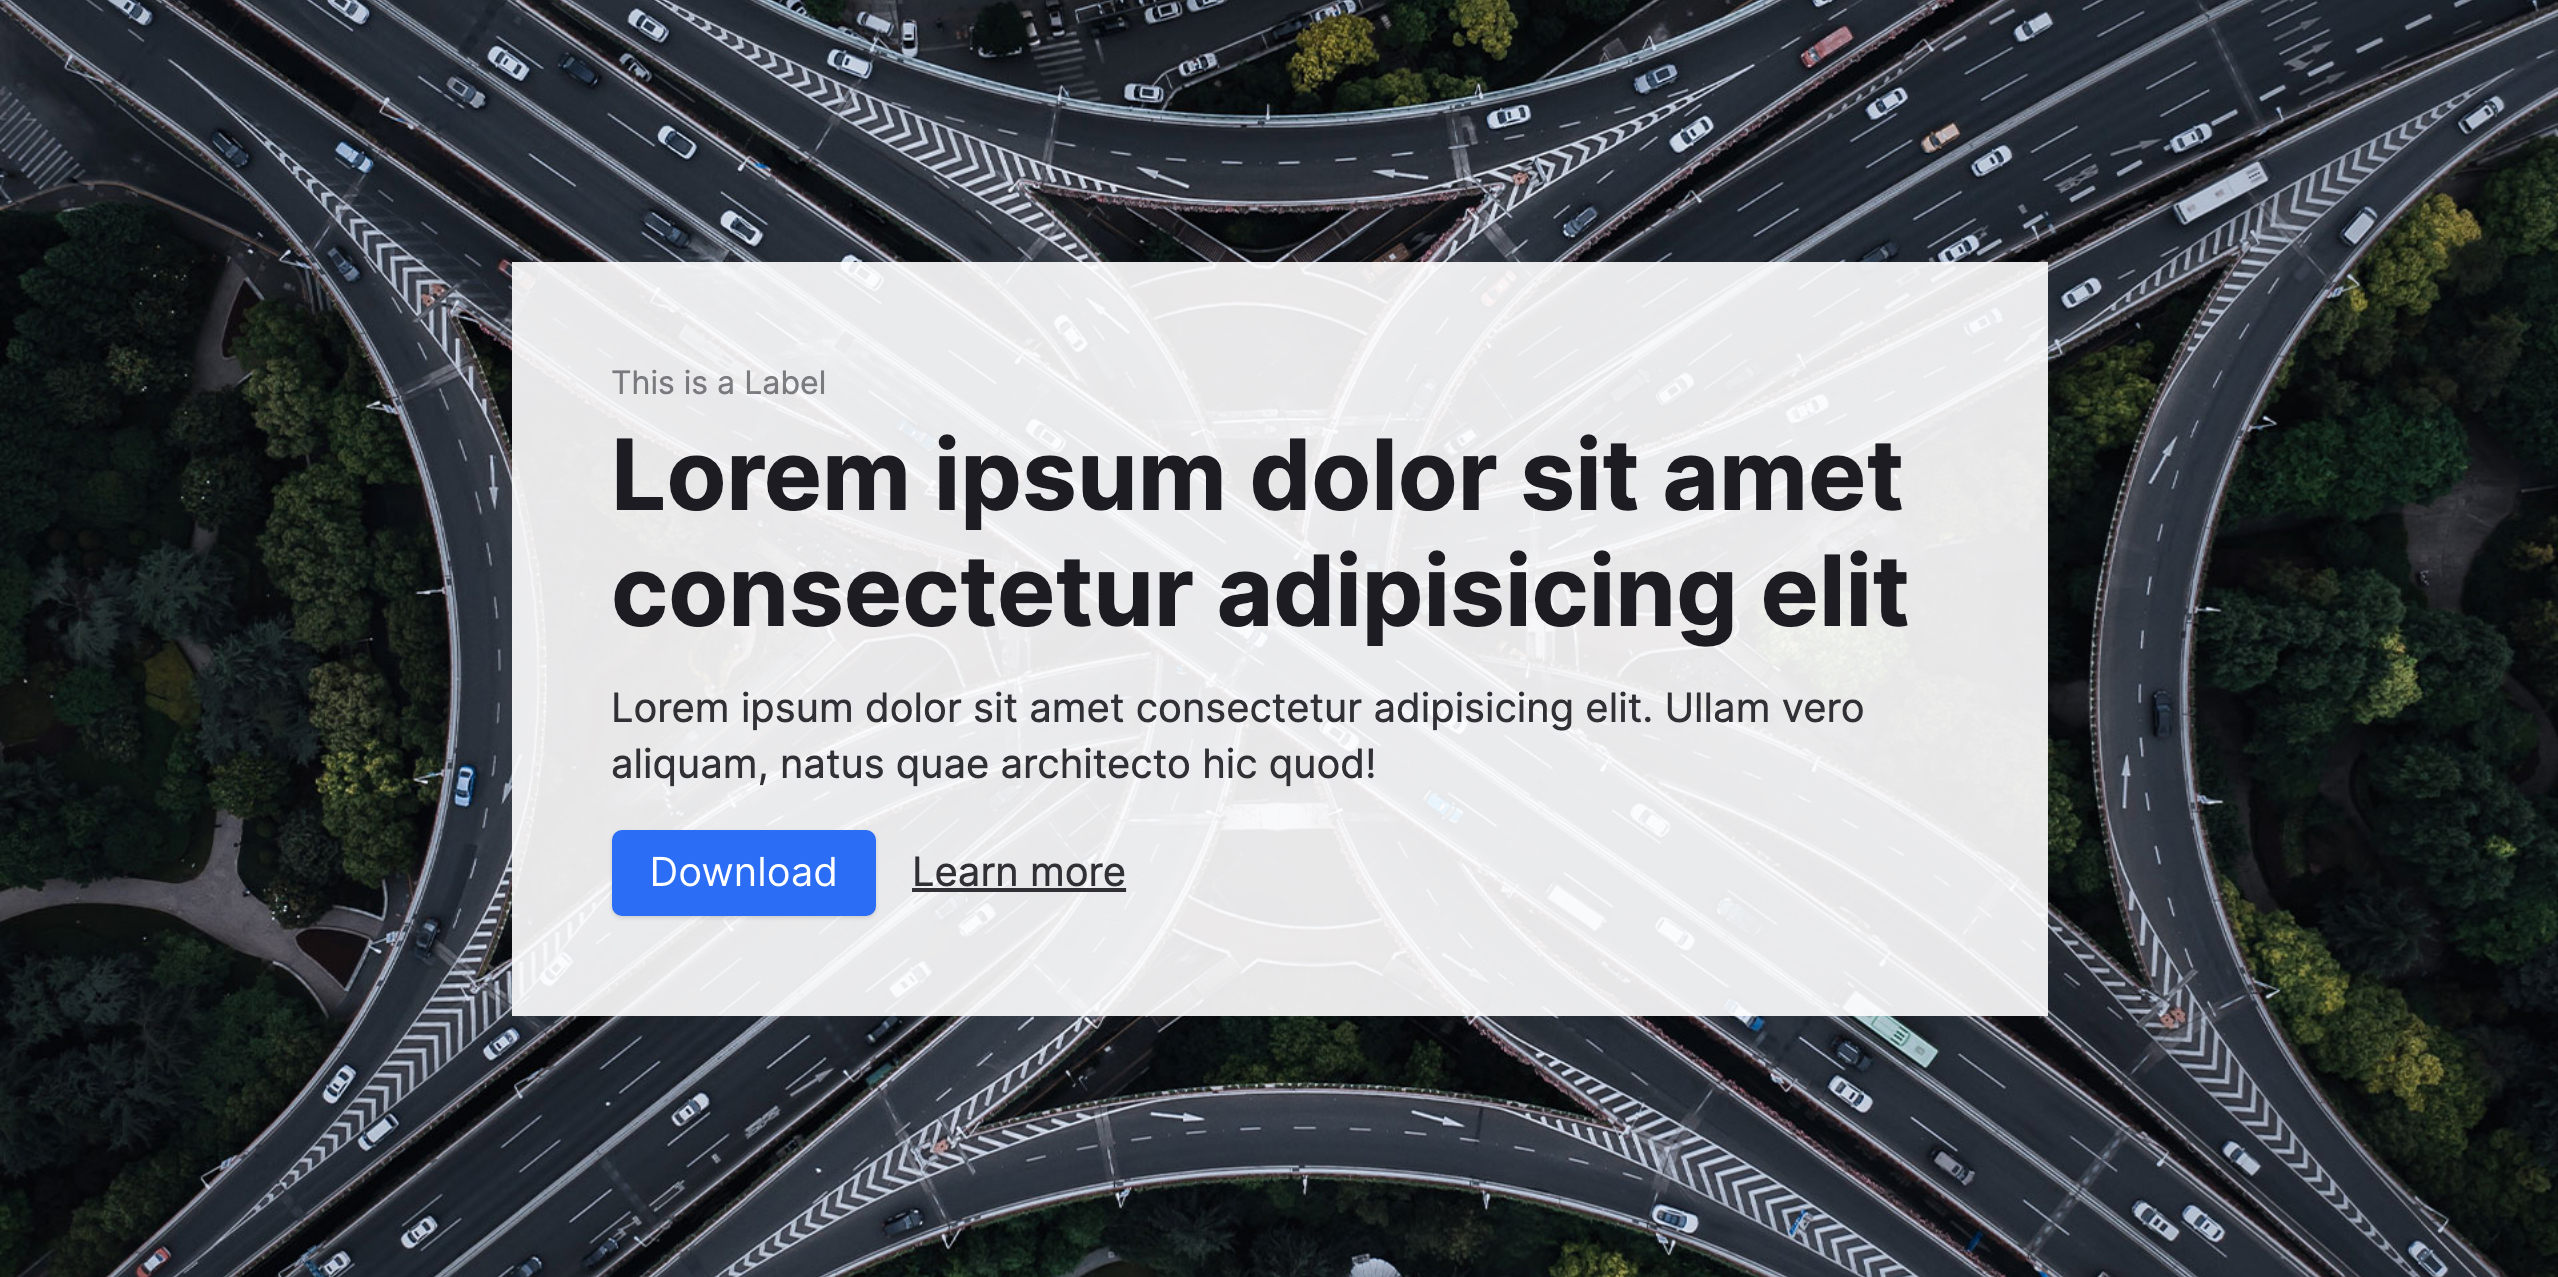 This is a Label
Lorem ipsum dolor sit amet
consectetur adipisicing elit
Lorem ipsum dolor sit amet consectetur adipisicing elit. Ullam vero
aliquam, natus quae architecto hic quod!
Download
Learn more